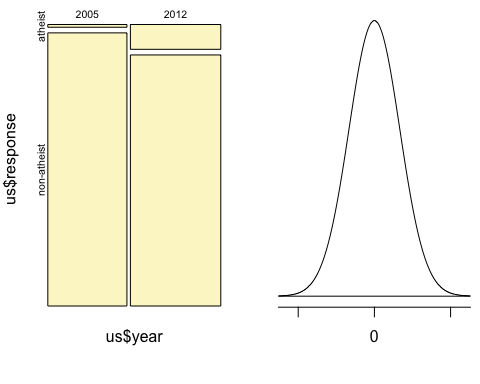 2005 2012
atheist
non-atheist
us$response
us$year
0